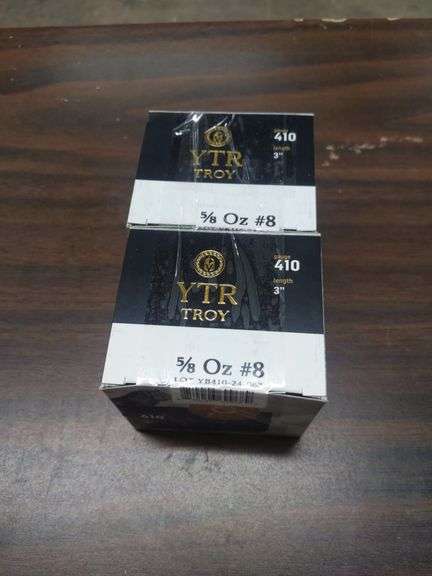 YTR
TROY
gauge
410
length
3"
5/8 Oz #8
YTR
TROY
gauge
410
length
3"
⅝ Oz #8
410